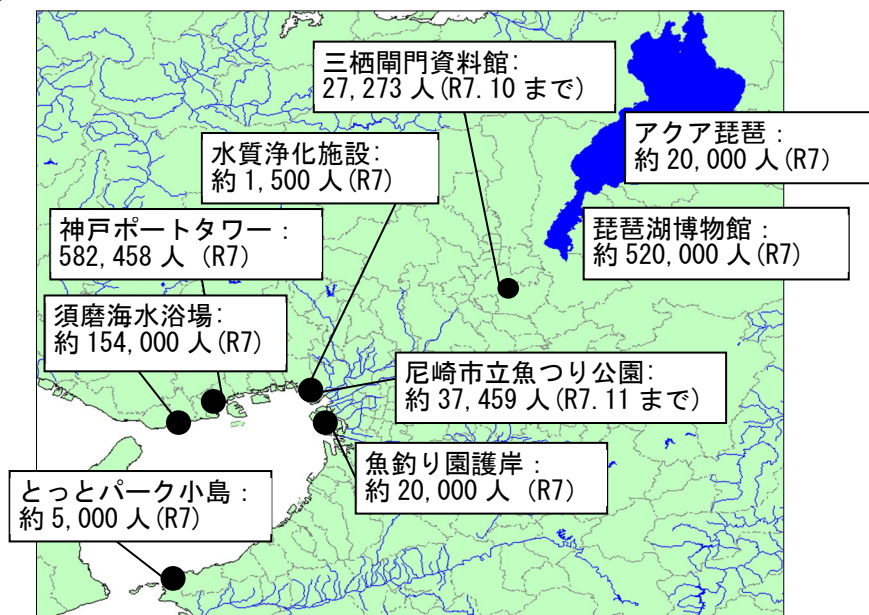 三栖閘門資料館:
27,273 人(R7.10 まで)
アクア琵琶：
約 20,000 人(R7)
水質浄化施設:
約 1,500 人(R7)
琵琶湖博物館：
約 520,000 人(R7)
神戸ポートタワー：
582,458 人 (R7)
須磨海水浴場:
約 154,000 人(R7)
尼崎市立魚つり公園:
約 37,459 人(R7.11 まで)
魚釣り園護岸：
約 20,000 人 (R7)
とっとパーク小島：
約 5,000 人(R7)